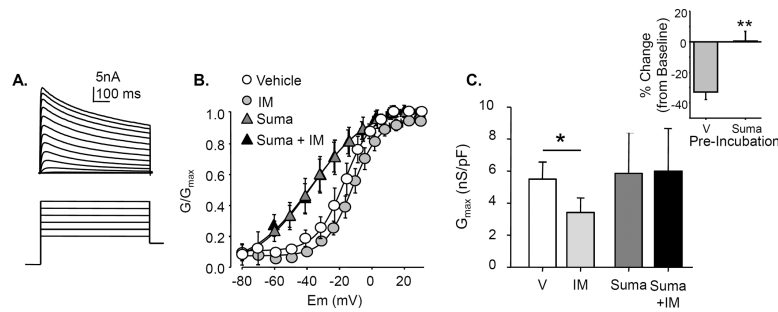 A.
5nA
100 ms
B.
Vehicle
IM
Suma
Suma + IM
G/Gmax
1.0
0.8
0.6
0.4
0.2
0.0
-80 -60 -40 -20 0 20
Em (mV)
C.
Gmax (nS/pF)
10
8
6
4
2
0
*
V IM Suma Suma
+IM
% Change
(from Baseline)
20
0
-20
-40
**
V Suma
Pre-Incubation